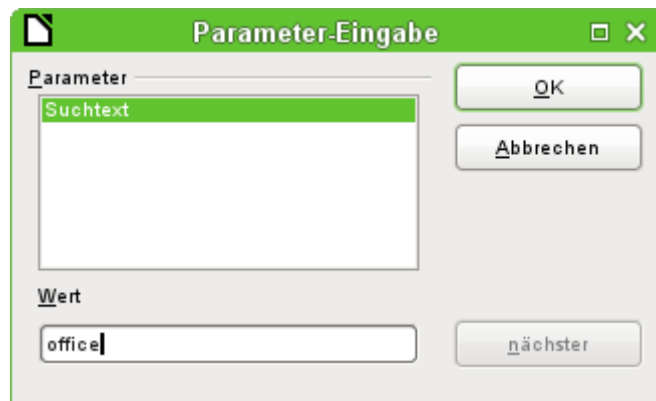 Parameter-Eingabe
Parameter
Suchtext
OK
Abbrechen
Wert
office
nächster